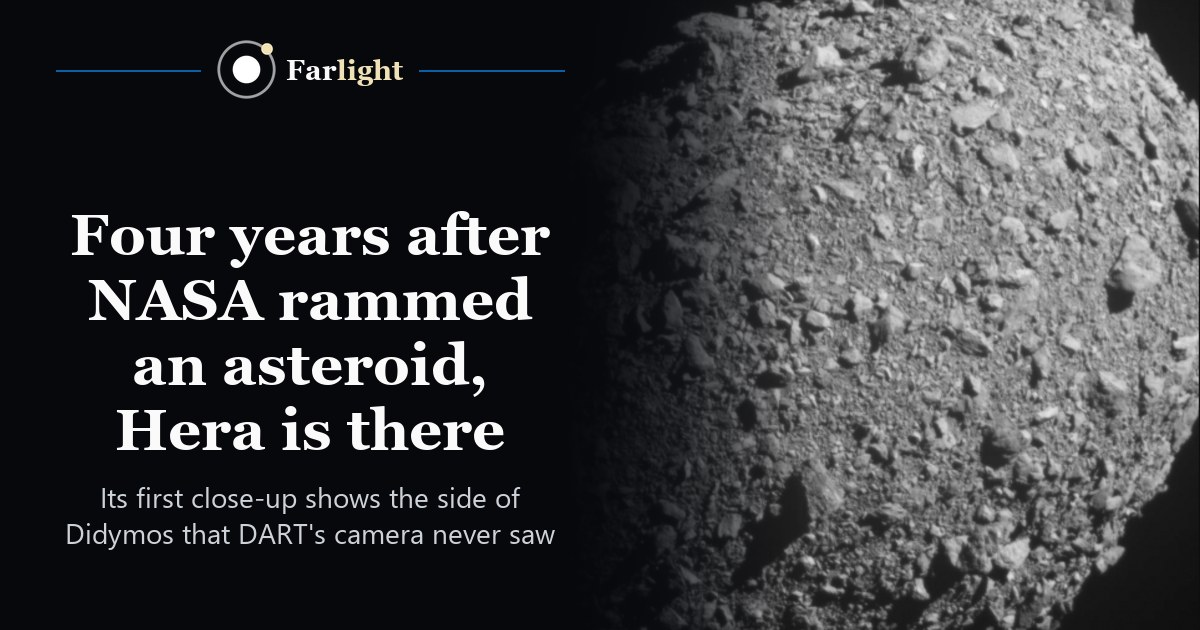 Farlight
Four years after
NASA rammed
an asteroid,
Hera is there
Its first close-up shows the side of
Didymos that DART's camera never saw